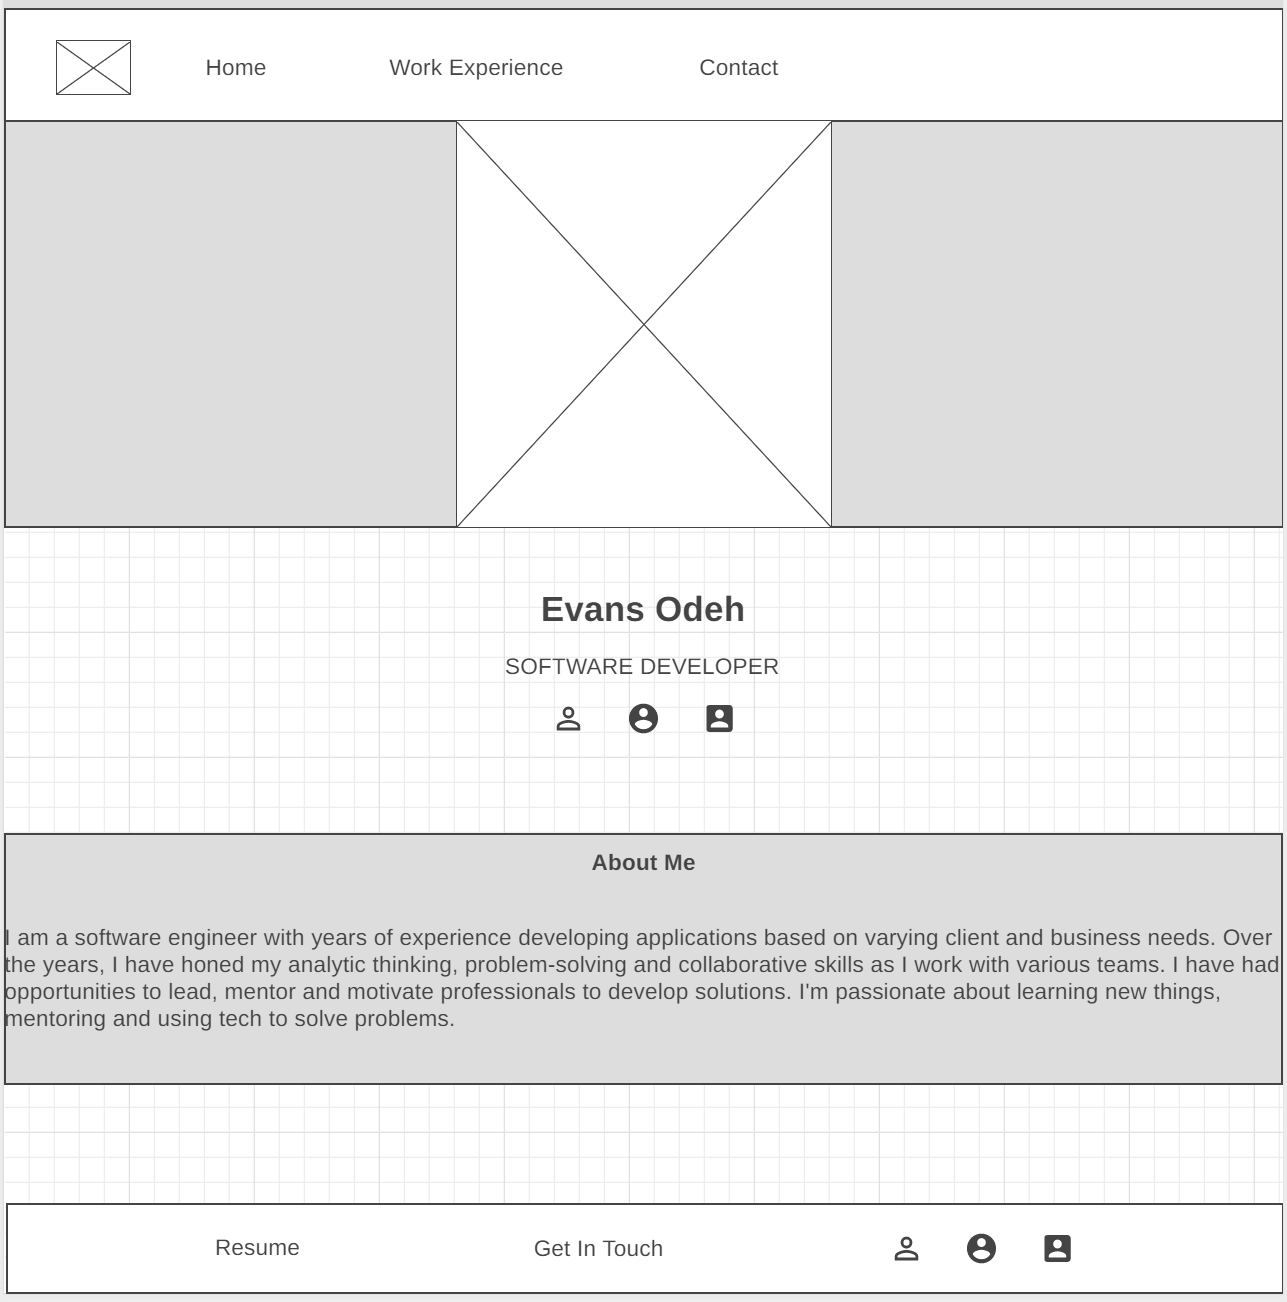 Home Work Experience Contact
Evans Odeh
SOFTWARE DEVELOPER
About Me
I am a software engineer with years of experience developing applications based on varying client and business needs. Over
the years, I have honed my analytic thinking, problem-solving and collaborative skills as I work with various teams. I have had
opportunities to lead, mentor and motivate professionals to develop solutions. I'm passionate about learning new things,
mentoring and using tech to solve problems.
Resume Get In Touch